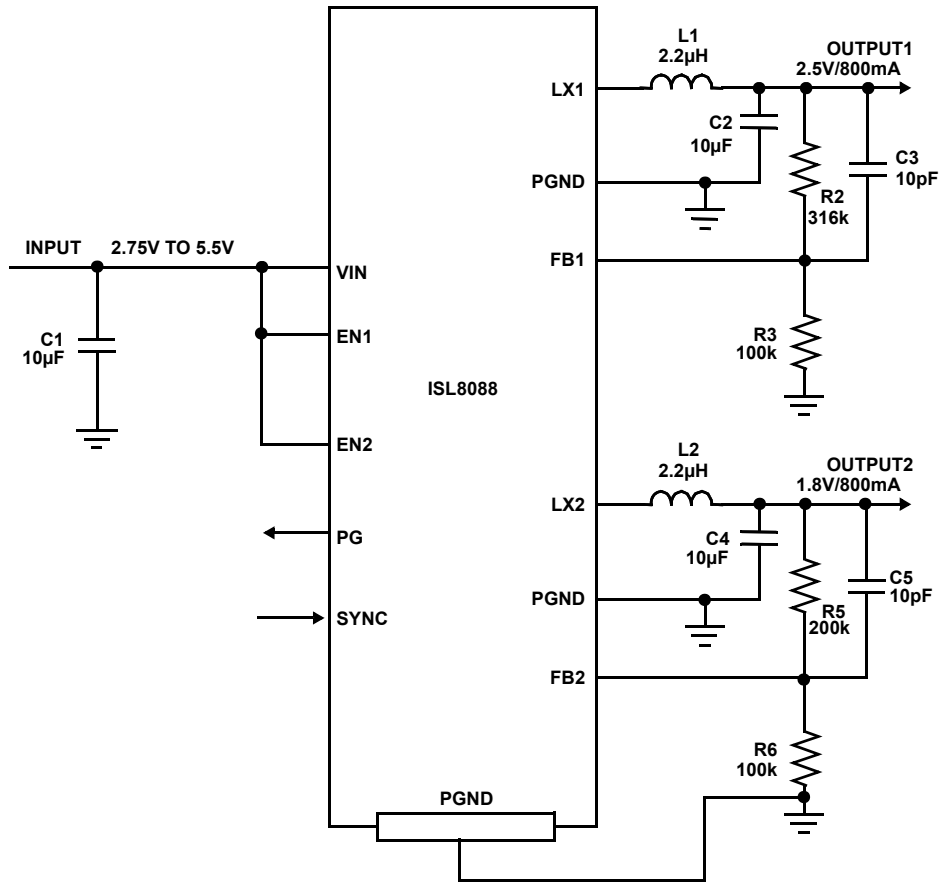 L1
2.2µH
OUTPUT1
2.5V/800mA
LX1
C2
10µF
C3
10pF
PGND
R2
316k
INPUT
2.75V TO 5.5V
FB1
VIN
C1
10µF
EN1
R3
100k
ISL8088
EN2
L2
2.2µH
OUTPUT2
1.8V/800mA
LX2
PG
C4
10µF
C5
10pF
PGND
R5
200k
SYNC
FB2
R6
100k
PGND